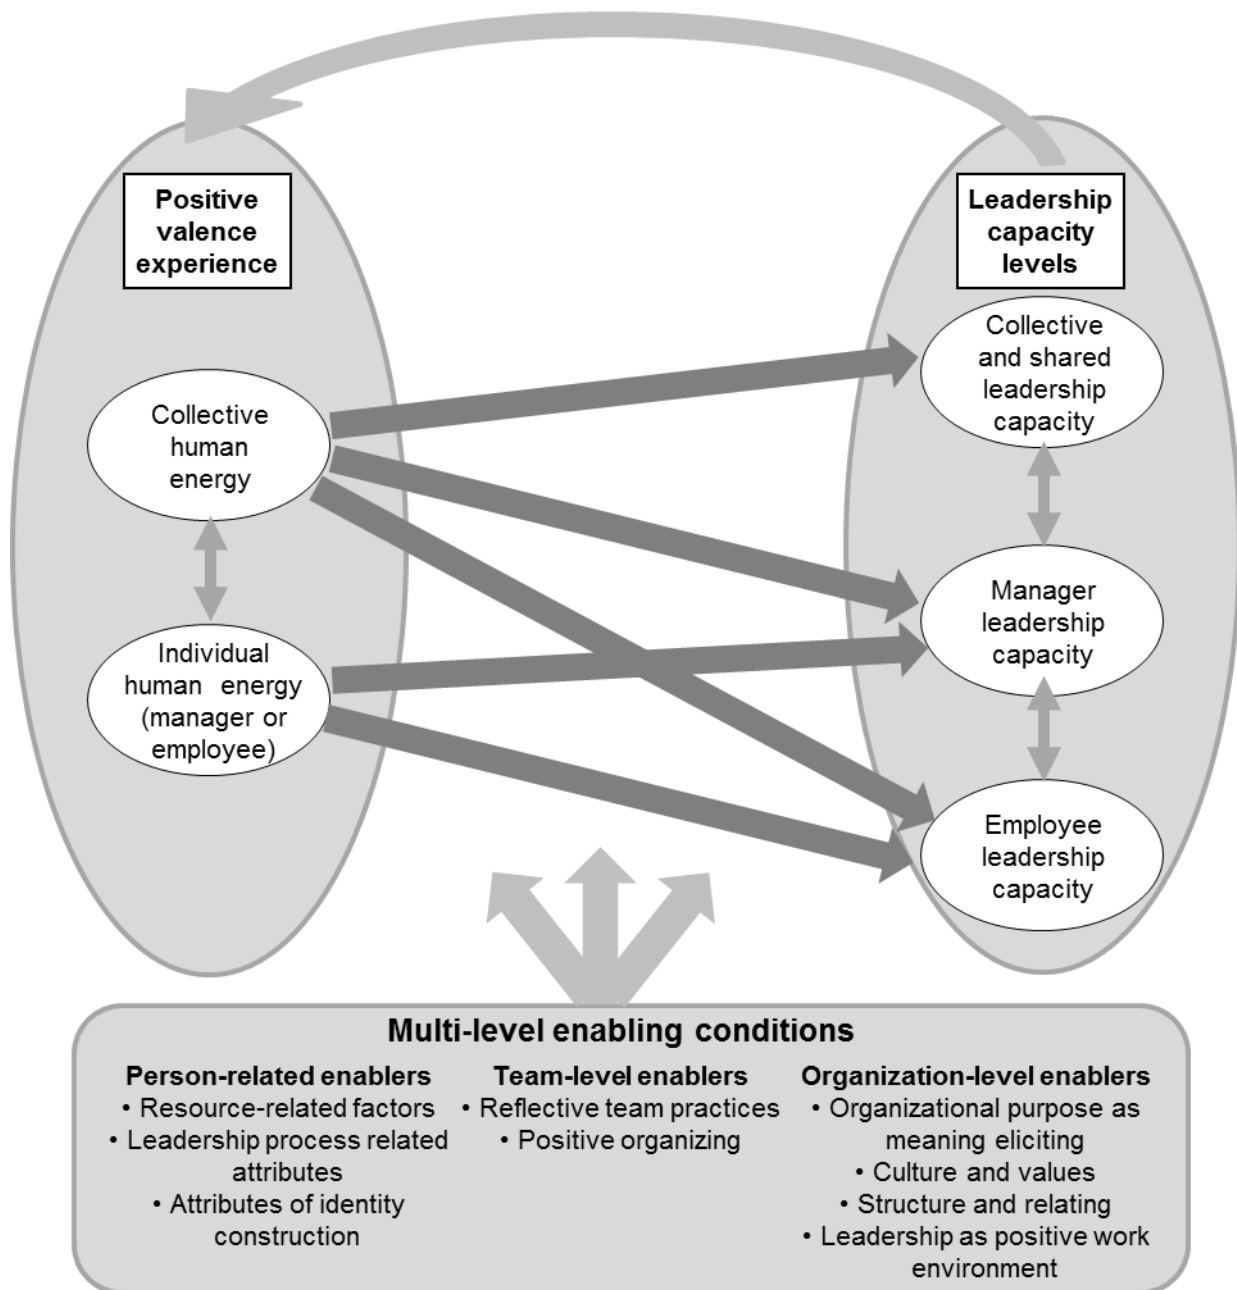 Positive
valence
experience
Leadership
capacity
levels
Collective
human
energy
Individual
human energy
(manager or
employee)
Collective
and shared
leadership
capacity
Manager
leadership
capacity
Employee
leadership
capacity
Multi-level enabling conditions
Person-related enablers
• Resource-related factors
• Leadership process related
attributes
• Attributes of identity
construction
Team-level enablers
• Reflective team practices
• Positive organizing
Organization-level enablers
• Organizational purpose as
meaning eliciting
• Culture and values
• Structure and relating
• Leadership as positive work
environment